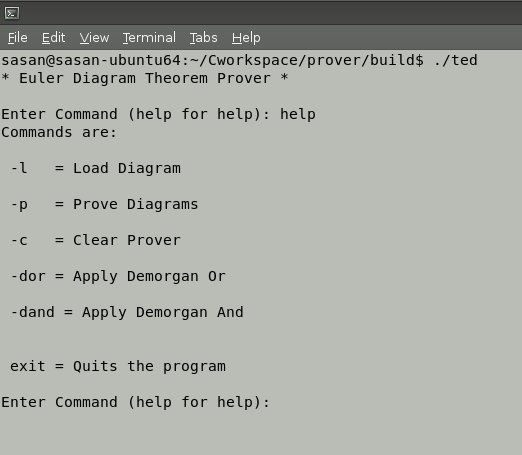 File Edit View Terminal Tabs Help
sasan@sasan-ubuntu64:~/Cworkspace/prover/build$ ./ted
* Euler Diagram Theorem Prover *
Enter Command (help for help): help
Commands are:
-l = Load Diagram
-p = Prove Diagrams
-c = Clear Prover
-dor = Apply Demorgan Or
-dand = Apply Demorgan And
exit = Quits the program
Enter Command (help for help):